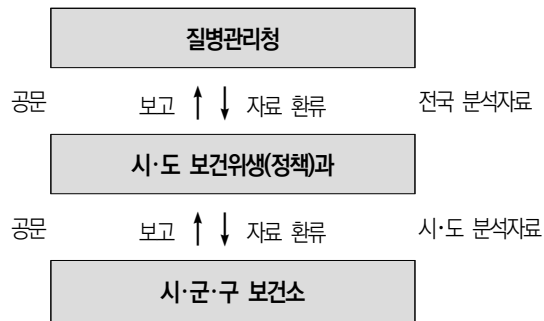 질병관리청
공문 보고 자료 환류 전국 분석자료
시·도 보건위생(정책)과
공문 보고 자료 환류 시·도 분석자료
시·군·구 보건소